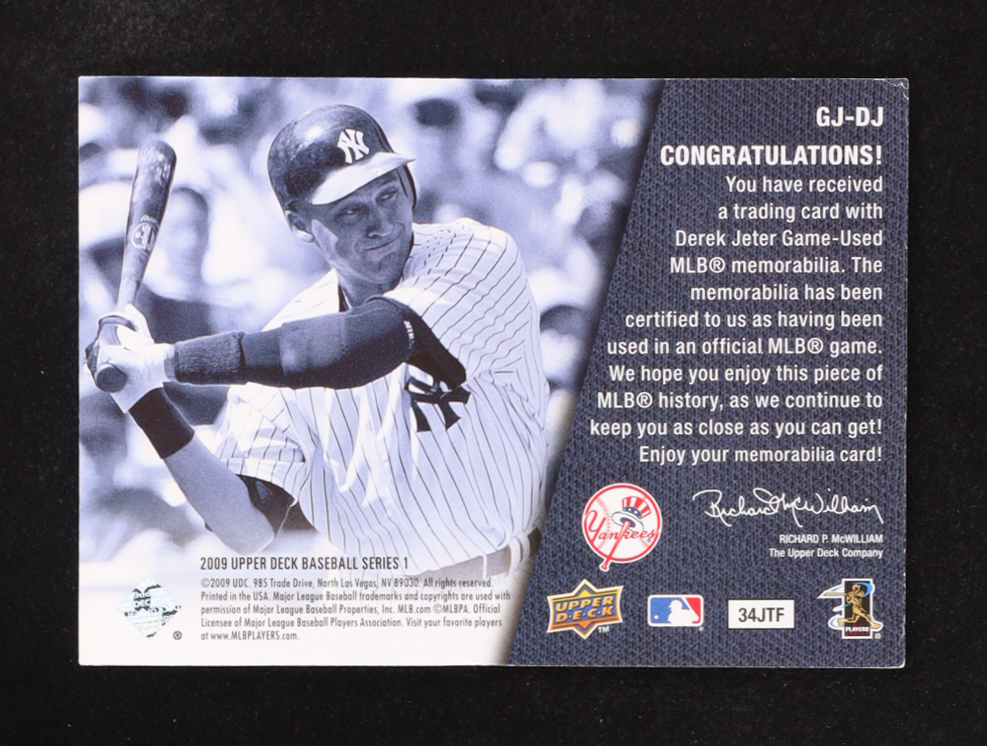 GJ-DJ
CONGRATULATIONS!
You have received
a trading card with
Derek Jeter Game-Used
MLB® memorabilia. The
memorabilia has been
certified to us as having been
used in an official MLB® game.
We hope you enjoy this piece of
MLB® history, as we continue to
keep you as close as you can get!
Enjoy your memorabilia card!
Richard P. McWilliam
RICHARD P. McWILLIAM
The Upper Deck Company
Yankees
NY
2009 UPPER DECK BASEBALL SERIES 1
©2009 UDC. 985 Trade Drive, North Las Vegas, NV 89030. All rights reserved.
Printed in the USA. Major League Baseball trademarks and copyrights are used with
permission of Major League Baseball Properties, Inc. MLB.com ©MLBPA. Official
Licensee of Major League Baseball Players Association. Visit your favorite players
at www.MLBPLAYERS.com.
®
UPPER
DECK
TM
34JTF
PLAYERS
®